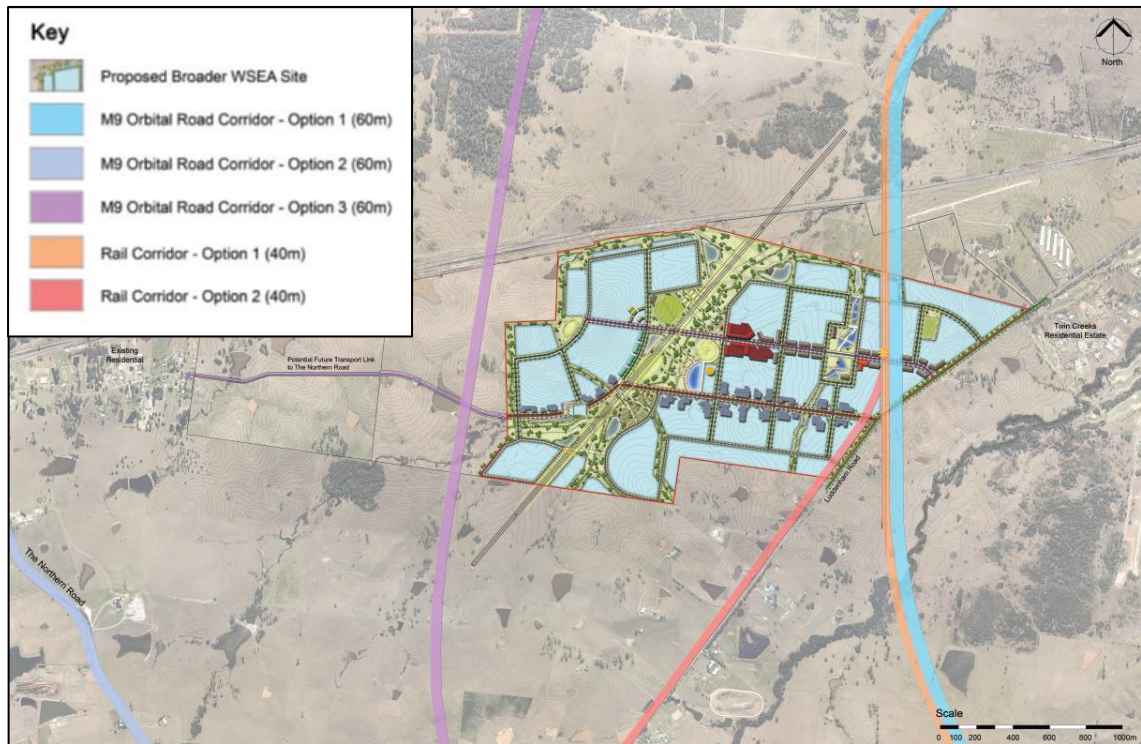 Key
Proposed Broader WSEA Site
M9 Orbital Road Corridor - Option 1 (60m)
M9 Orbital Road Corridor - Option 2 (60m)
M9 Orbital Road Corridor - Option 3 (60m)
Rail Corridor - Option 1 (40m)
Rail Corridor - Option 2 (40m)
North
Twin Creeks
Residential Estate
Existing
Residential
Potential Future Transport Link
to The Northern Road
Luddenham Road
The Northern Road
Scale
0 100 200 400 600 800 1000m